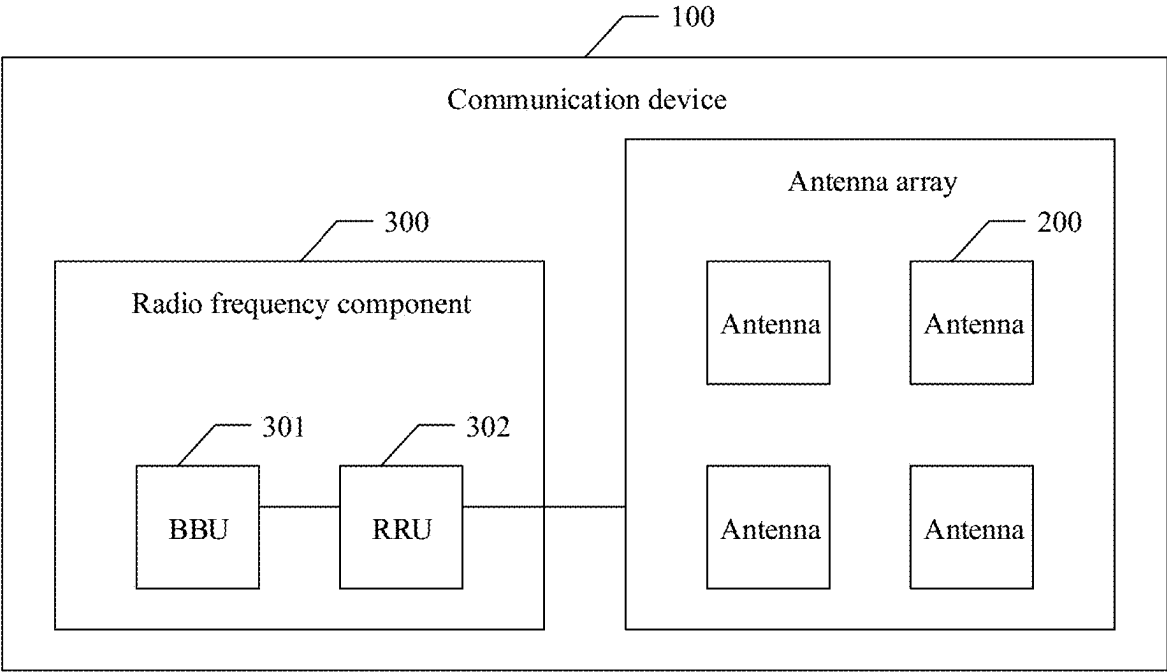 100
Communication device
Antenna array
300
200
Radio frequency component
Antenna
Antenna
301
302
BBU
RRU
Antenna
Antenna